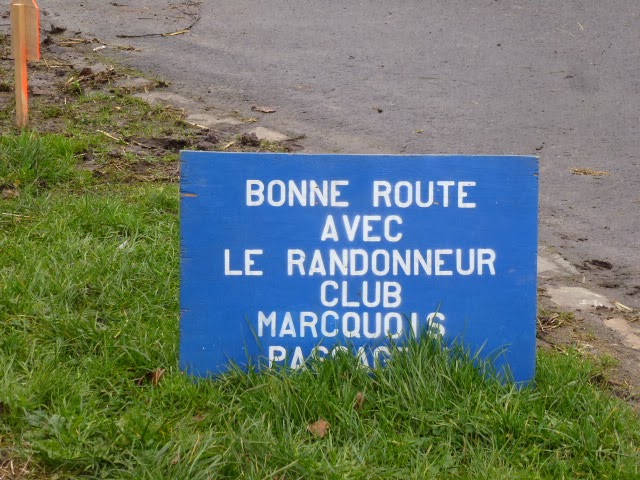 BONNE ROUTE
AVEC
LE RANDONNEUR
CLUB
MARCQUOIS